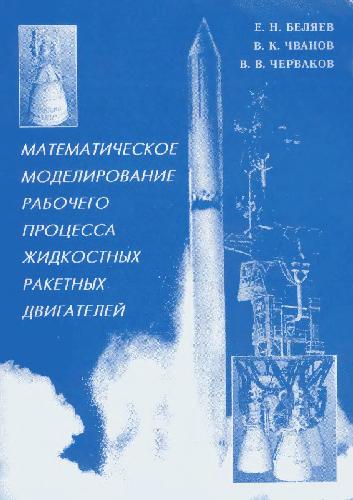 Е. Н. БЕЛЯЕВ
В. К. ЧВАНОВ
В. В. ЧЕРВАКОВ
МАТЕМАТИЧЕСКОЕ
МОДЕЛИРОВАНИЕ
РАБОЧЕГО
ПРОЦЕССА
ЖИДКОСТНЫХ
РАКЕТНЫХ
ДВИГАТЕЛЕЙ